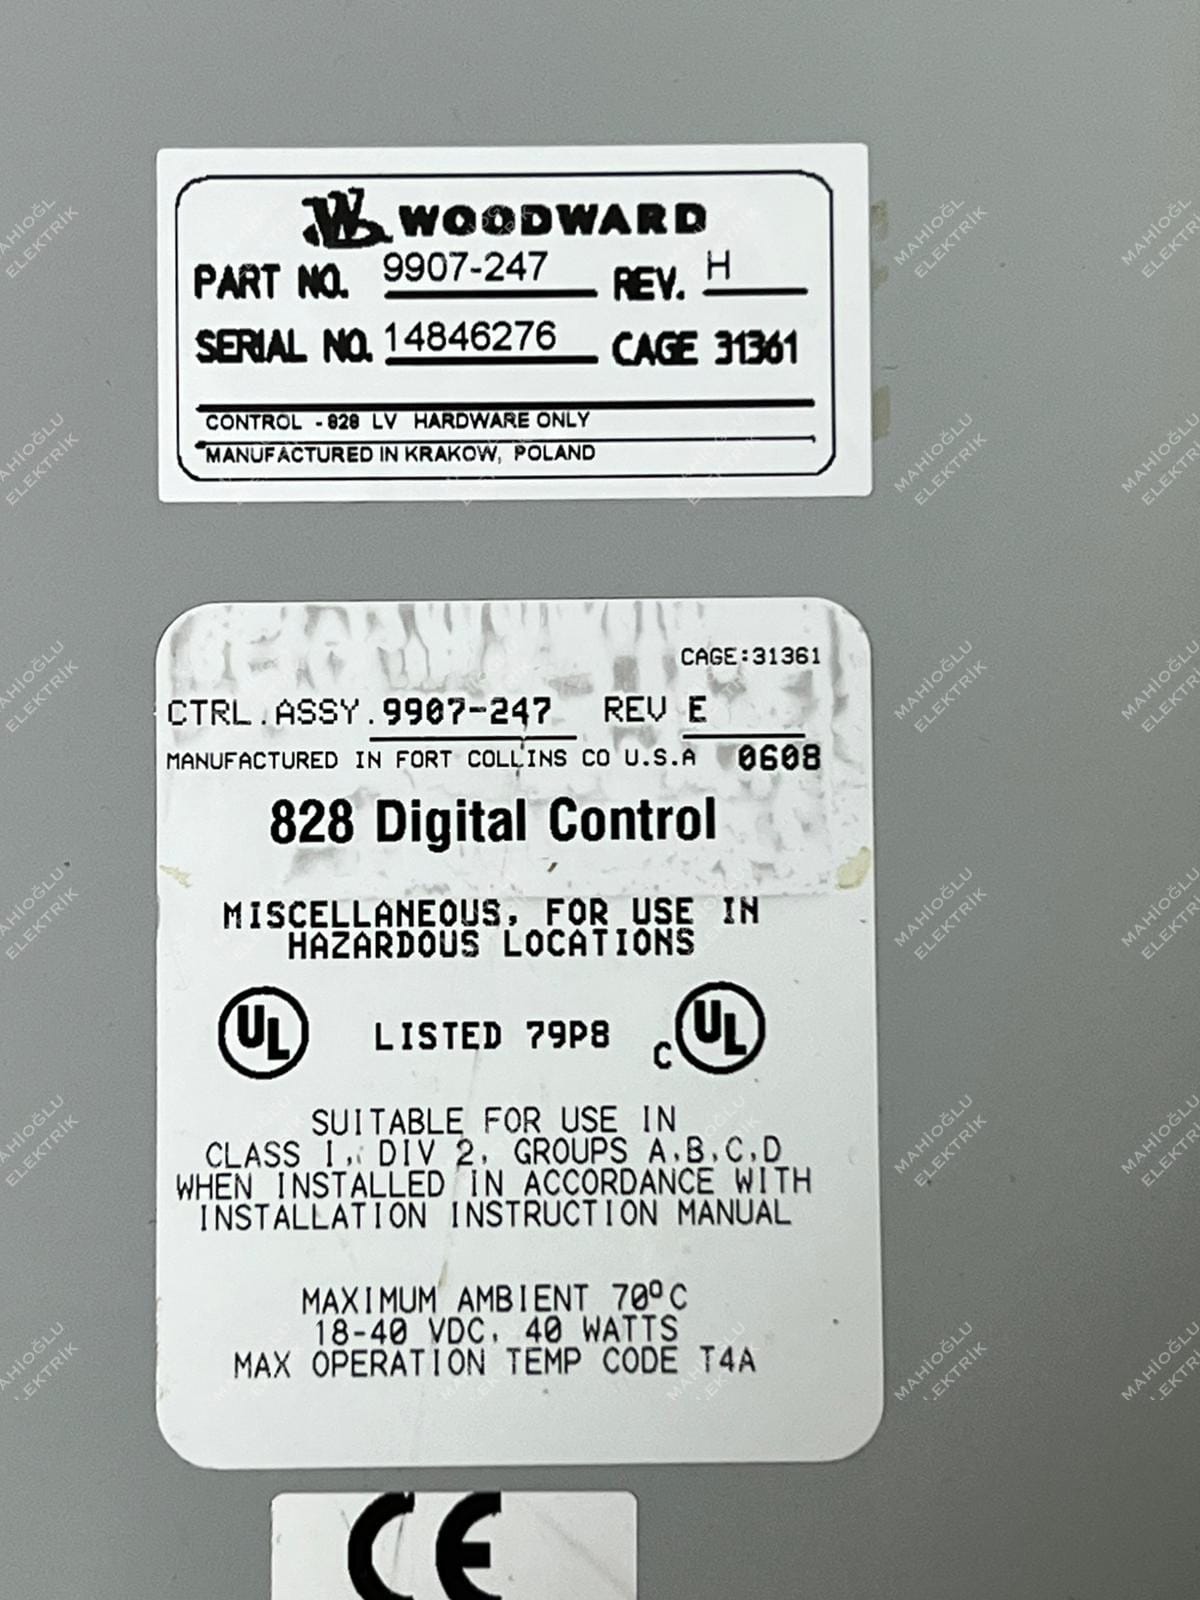 WOODWARD
PART NO. 9907-247 REV. H
SERIAL NO. 14846276 CAGE 31361
CONTROL - 828 LV HARDWARE ONLY
MANUFACTURED IN KRAKOW, POLAND
CAGE:31361
CTRL.ASSY. 9907-247 REV E
MANUFACTURED IN FORT COLLINS CO U.S.A 0608
828 Digital Control
MISCELLANEOUS, FOR USE IN
HAZARDOUS LOCATIONS
UL LISTED 79P8 C UL
SUITABLE FOR USE IN
CLASS I, DIV 2, GROUPS A,B,C,D
WHEN INSTALLED IN ACCORDANCE WITH
INSTALLATION INSTRUCTION MANUAL
MAXIMUM AMBIENT 70°C
18-40 VDC, 40 WATTS
MAX OPERATION TEMP CODE T4A
CE
MAHİOĞLU
ELEKTRİK